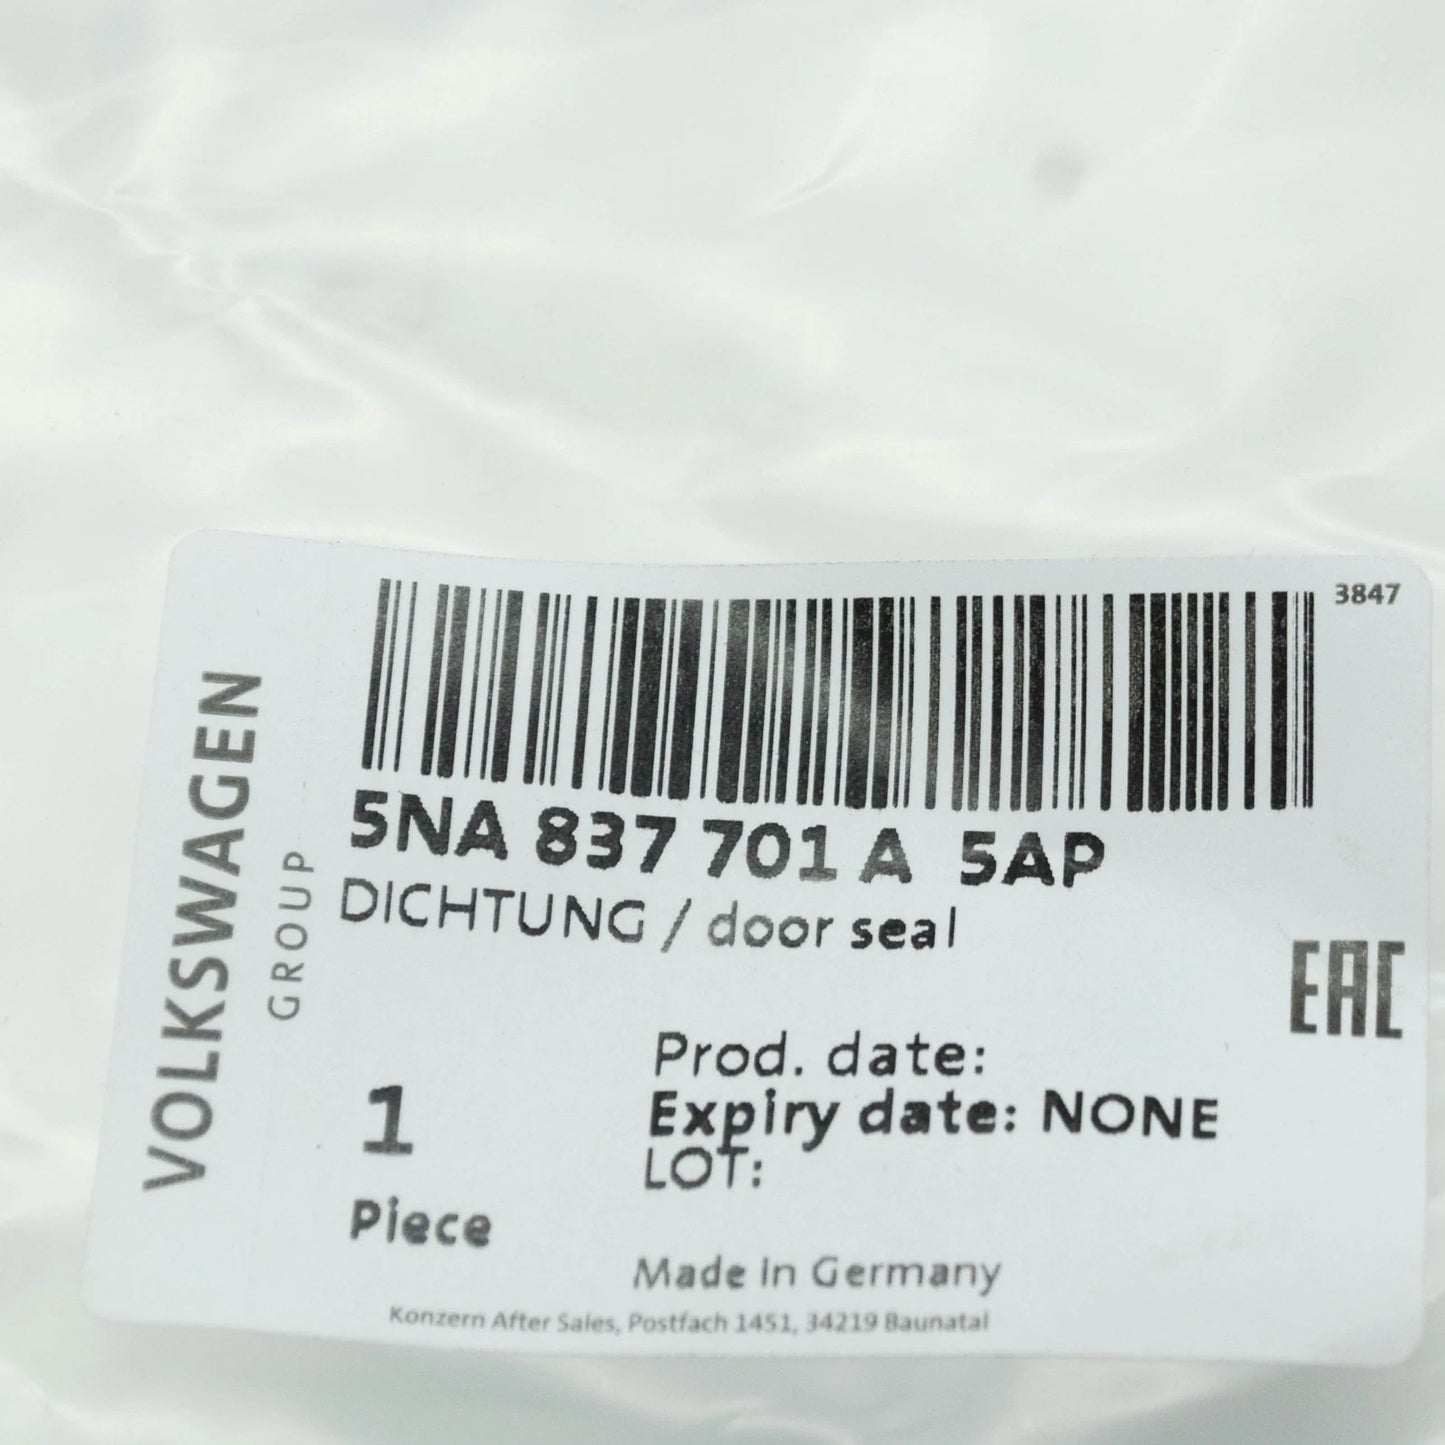 3847
VOLKSWAGEN
GROUP
5NA 837 701 A 5AP
DICHTUNG / door seal
EAC
Prod. date:
Expiry date: NONE
LOT:
1
Piece
Made In Germany
Konzern After Sales, Postfach 1451, 34219 Baunatal